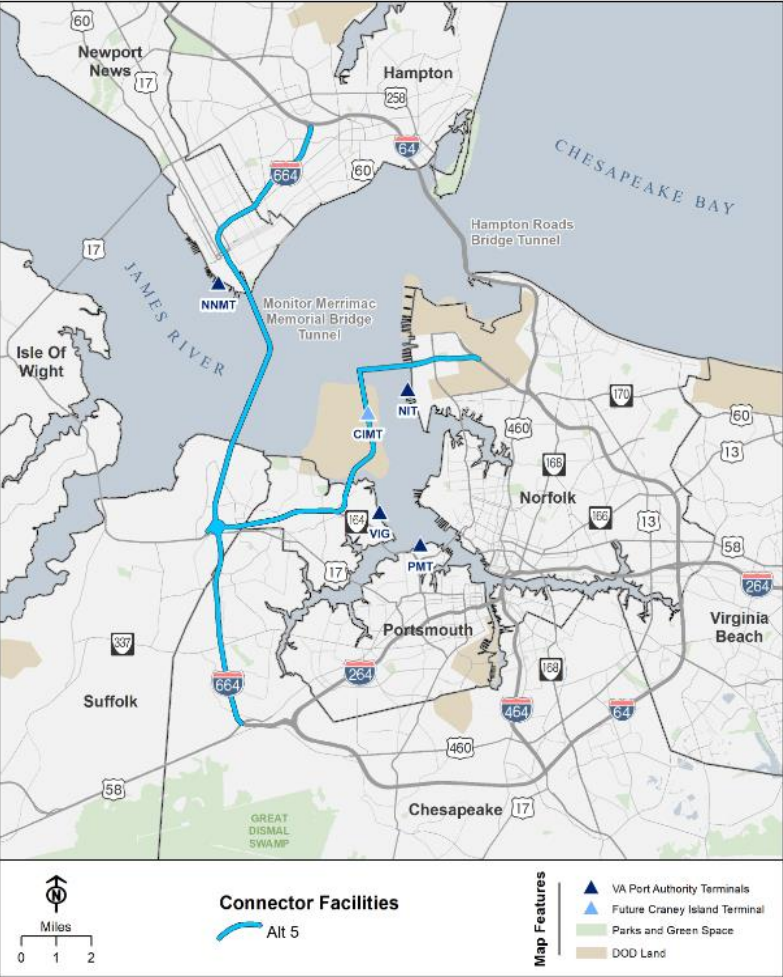 60
Newport
News
17
Hampton
258
64
664
60
CHESAPEAKE BAY
Hampton Roads
Bridge Tunnel
17
JAMES RIVER
NNMT
Monitor Merrimac
Memorial Bridge
Tunnel
Isle Of
Wight
NIT
170
CIMT
460
60
13
168
Norfolk
164
VIG
166
13
PMT
58
17
264
Virginia
Beach
Portsmouth
337
264
168
Suffolk
664
464
64
460
58
Chesapeake
17
GREAT
DISMAL
SWAMP
N
Miles
0 1 2
Connector Facilities
Alt 5
Map Features
VA Port Authority Terminals
Future Craney Island Terminal
Parks and Green Space
DOD Land